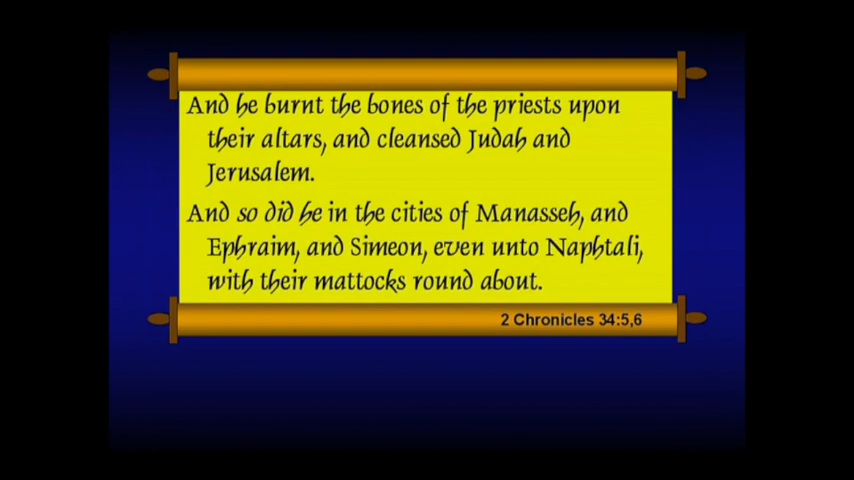 And he burnt the bones of the priests upon
their altars, and cleansed Judah and
Jerusalem.
And so did he in the cities of Manasseh, and
Ephraim, and Simeon, even unto Naphtali,
with their mattocks round about.
2 Chronicles 34:5,6